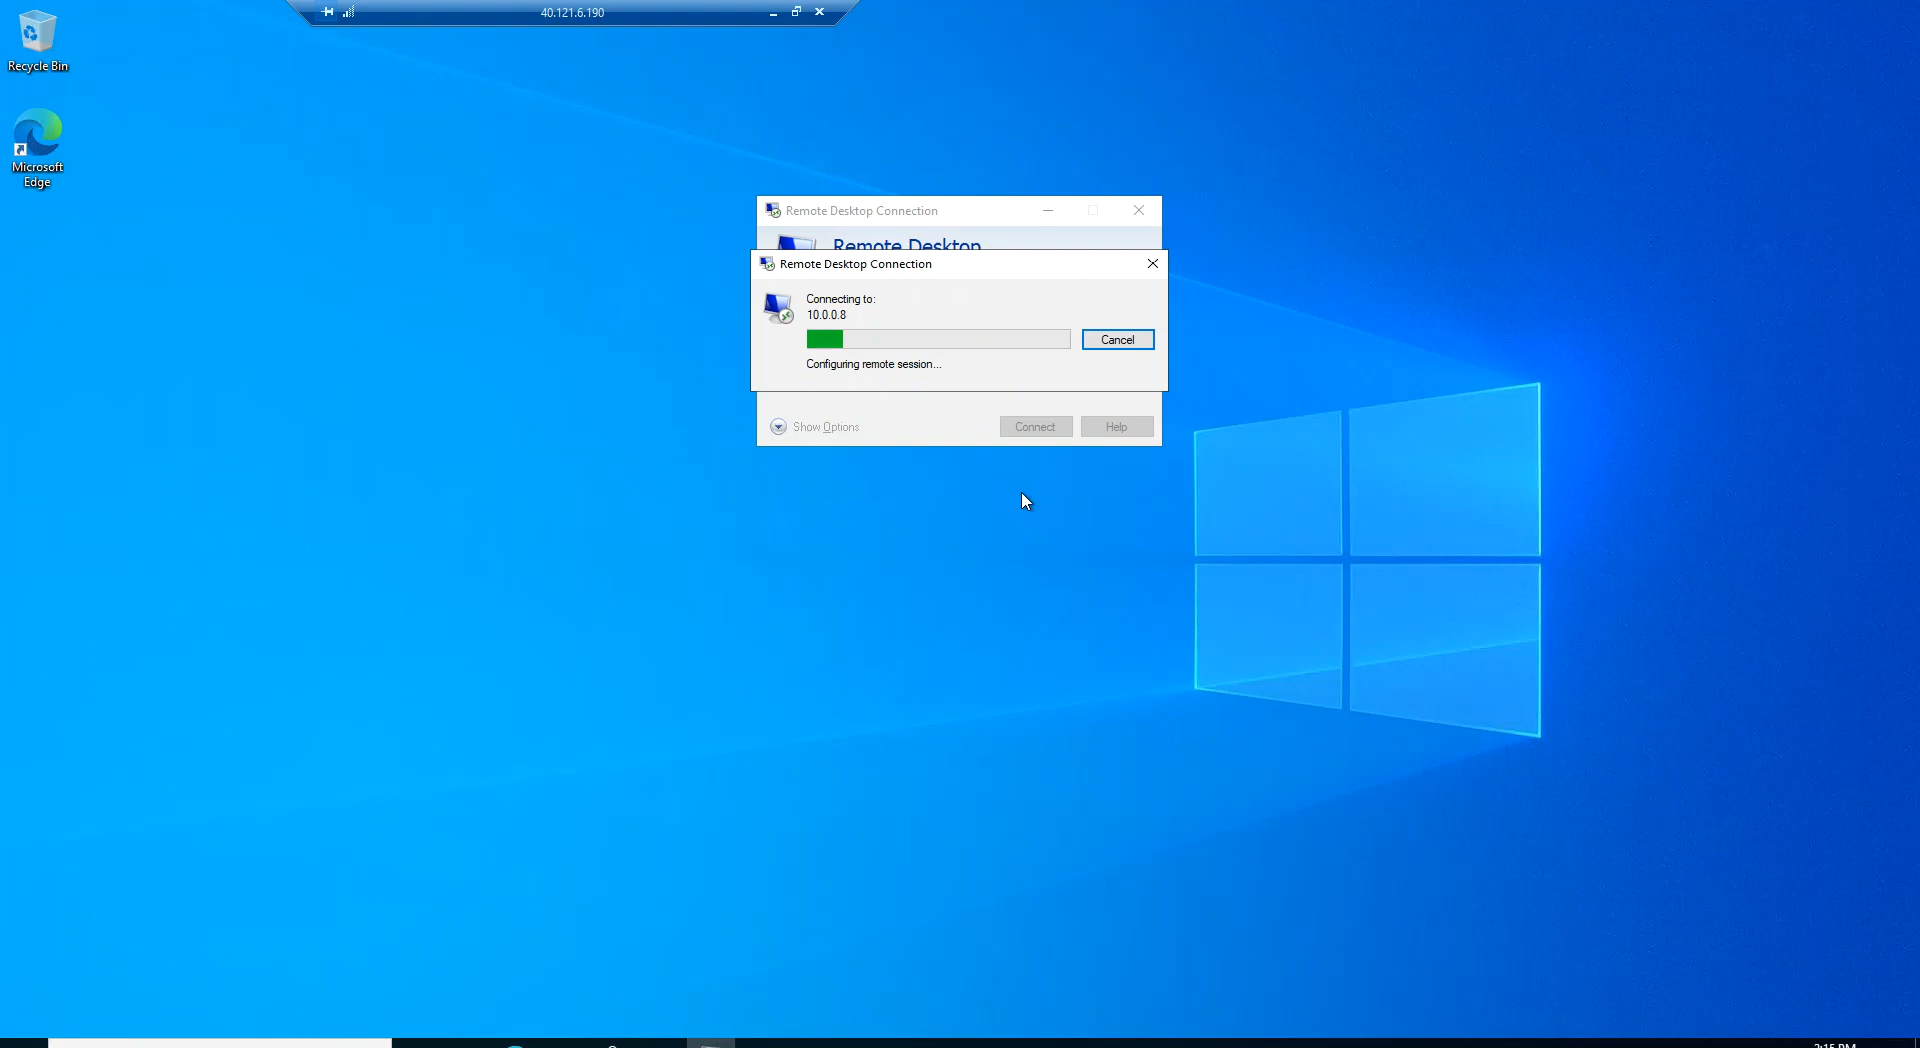 40.121.6.190
Recycle Bin
Microsoft
Edge
Remote Desktop Connection
Remote Desktop
Remote Desktop Connection
Connecting to:
10.0.0.8
Cancel
Configuring remote session...
Show Options
Connect
Help